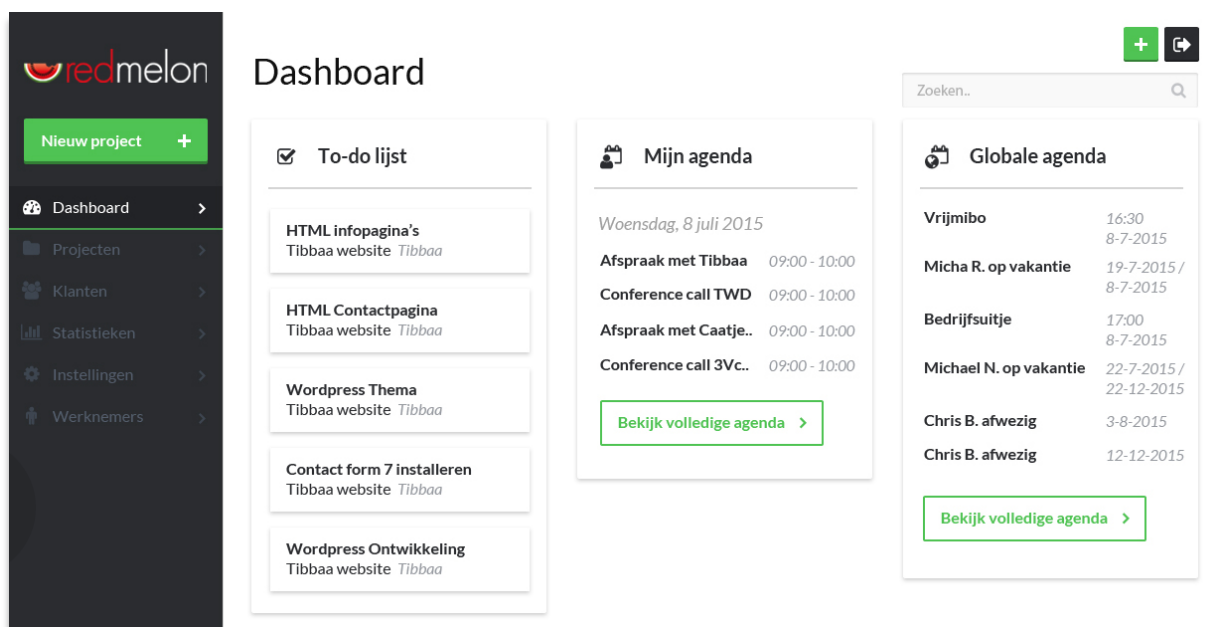 redmelon
Nieuw project
Dashboard
Projecten
Klanten
Statistieken
Instellingen
Werknemers
Dashboard
Zoeken..
To-do lijst
HTML infopagina's
Tibbaa website Tibbaa
HTML Contactpagina
Tibbaa website Tibbaa
Wordpress Thema
Tibbaa website Tibbaa
Contact form 7 installeren
Tibbaa website Tibbaa
Wordpress Ontwikkeling
Tibbaa website Tibbaa
Mijn agenda
Woensdag, 8 juli 2015
Afspraak met Tibbaa 09:00 - 10:00
Conference call TWD 09:00 - 10:00
Afspraak met Caatje.. 09:00 - 10:00
Conference call 3Vc.. 09:00 - 10:00
Bekijk volledige agenda
Globale agenda
Vrijmibo 16:30
8-7-2015
Micha R. op vakantie 19-7-2015 /
8-7-2015
Bedrijfsuitje 17:00
8-7-2015
Michael N. op vakantie 22-7-2015 /
22-12-2015
Chris B. afwezig 3-8-2015
Chris B. afwezig 12-12-2015
Bekijk volledige agenda